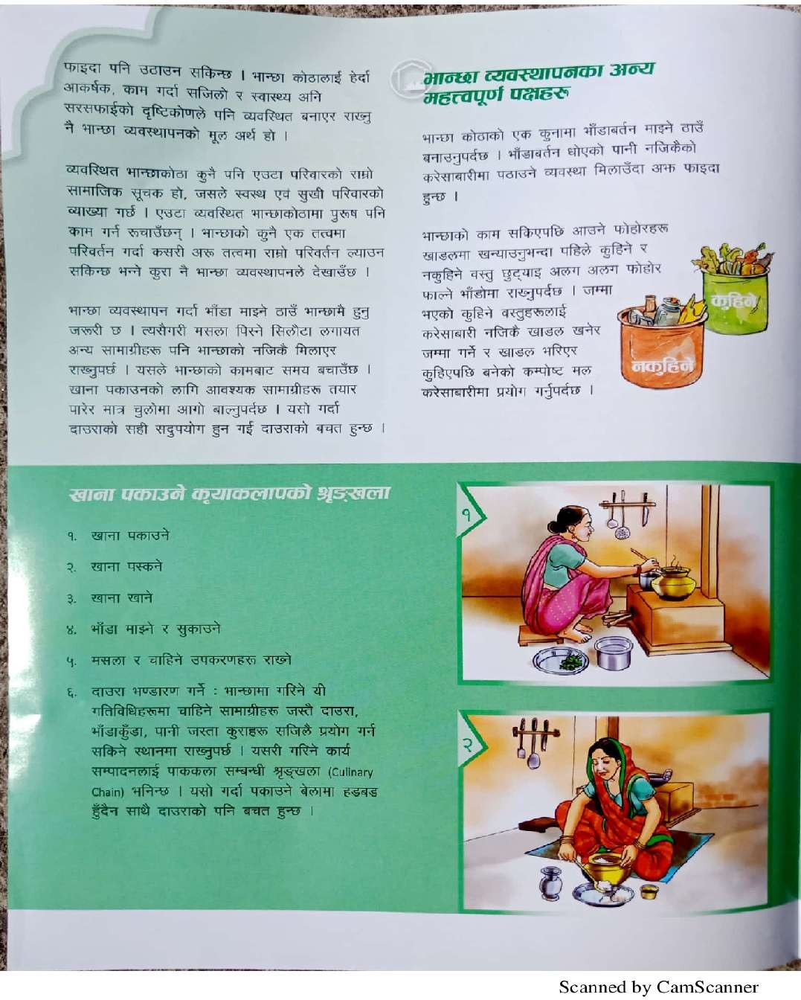 फाइदा पनि उठाउन सकिन्छ । भान्छा कोठालाई हेर्दा
आकर्षक, काम गर्दा सजिलो र स्वास्थ्य अनि
सरसफाईको दृष्टिकोणले पनि व्यवस्थित बनाएर राख्नु
नै भान्छा व्यवस्थापनको मूल अर्थ हो ।
व्यवस्थित भान्छाकोठा कुनै पनि एउटा परिवारको राम्रो
सामाजिक सूचक हो, जसले स्वस्थ एवं सुखी परिवारको
व्याख्या गर्छ । एउटा व्यवस्थित भान्छाकोठामा पुरूष पनि
काम गर्न रूचाउँछन् । भान्छाको कुनै एक तत्वमा
परिवर्तन गर्दा कसरी अरू तत्वमा राम्रो परिवर्तन ल्याउन
सकिन्छ भन्ने कुरा नै भान्छा व्यवस्थापनले देखाउँछ ।
भान्छा व्यवस्थापन गर्दा भाँडा माझ्ने ठाउँ भान्छामै हुनु
जरूरी छ । त्यसैगरी मसला पिस्ने सिलौटा लगायत
अन्य सामाग्रीहरू पनि भान्छाको नजिकै मिलाएर
राख्नुपर्छ । यसले भान्छाको कामबाट समय बचाउँछ ।
खाना पकाउनको लागि आवश्यक सामाग्रीहरू तयार
पारेर मात्र चुलोमा आगो बाल्नुपर्दछ । यसो गर्दा
दाउराको सही सदुपयोग हुन गई दाउराको बचत हुन्छ ।
भान्छा व्यवस्थापनका अन्य
महत्वपूर्ण पक्षहरू
भान्छा कोठाको एक कुनामा भाँडाबर्तन माझ्ने ठाउँ
बनाउनुपर्दछ । भाँडाबर्तन धोएको पानी नजिकैको
करेसाबारीमा पठाउने व्यवस्था मिलाउँदा अझ फाइदा
हुन्छ ।
भान्छाको काम सकिएपछि आउने फोहोरहरू
खाडलमा खन्याउनुभन्दा पहिले कुहिने र
नकुहिने वस्तु छुट्याइ अलग अलग फोहोर
फाल्ने भाँडोमा राख्नुपर्दछ । जम्मा
भएको कुहिने वस्तुहरूलाई
करेसाबारी नजिकै खाडल खनेर
जम्मा गर्ने र खाडल भरिएर
कुहिएपछि बनेको कम्पोष्ट मल
करेसाबारीमा प्रयोग गर्नुपर्दछ ।
कुहिने
नकुहिने
खाना पकाउने कृयाकलापको श्रृङ्खला
१. खाना पकाउने
२. खाना पस्कने
३. खाना खाने
४. भाँडा माझ्ने र सुकाउने
५. मसला र चाहिने उपकरणहरू राख्ने
६. दाउरा भण्डारण गर्ने : भान्छामा गरिने यी
गतिविधिहरूमा चाहिने सामाग्रीहरू जस्तै दाउरा,
भाँडाकुँडा, पानी जस्ता कुराहरू सजिलै प्रयोग गर्न
सकिने स्थानमा राख्नुपर्छ । यसरी गरिने कार्य
सम्पादनलाई पाककला सम्बन्धी श्रृङ्खला (Culinary
Chain) भनिन्छ । यसो गर्दा पकाउने बेलामा हडबड
हुँदैन साथै दाउराको पनि बचत हुन्छ ।
१
२
Scanned by CamScanner